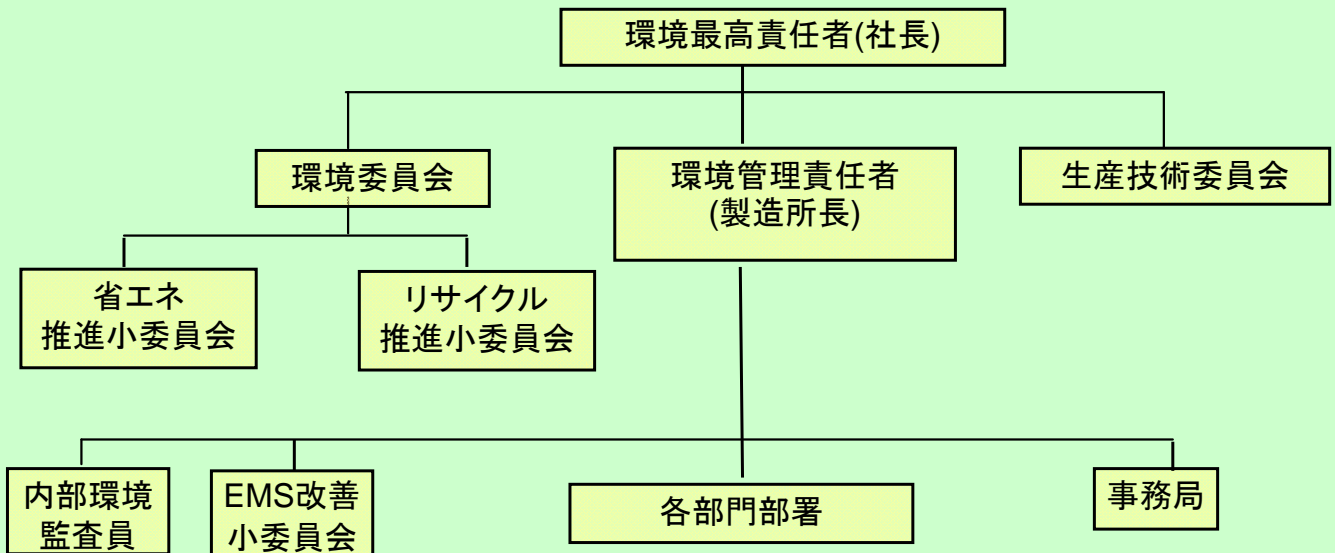 環境最高責任者(社長)
環境委員会
環境管理責任者
(製造所長)
生産技術委員会
省エネ
推進小委員会
リサイクル
推進小委員会
内部環境
監査員
EMS改善
小委員会
各部門部署
事務局